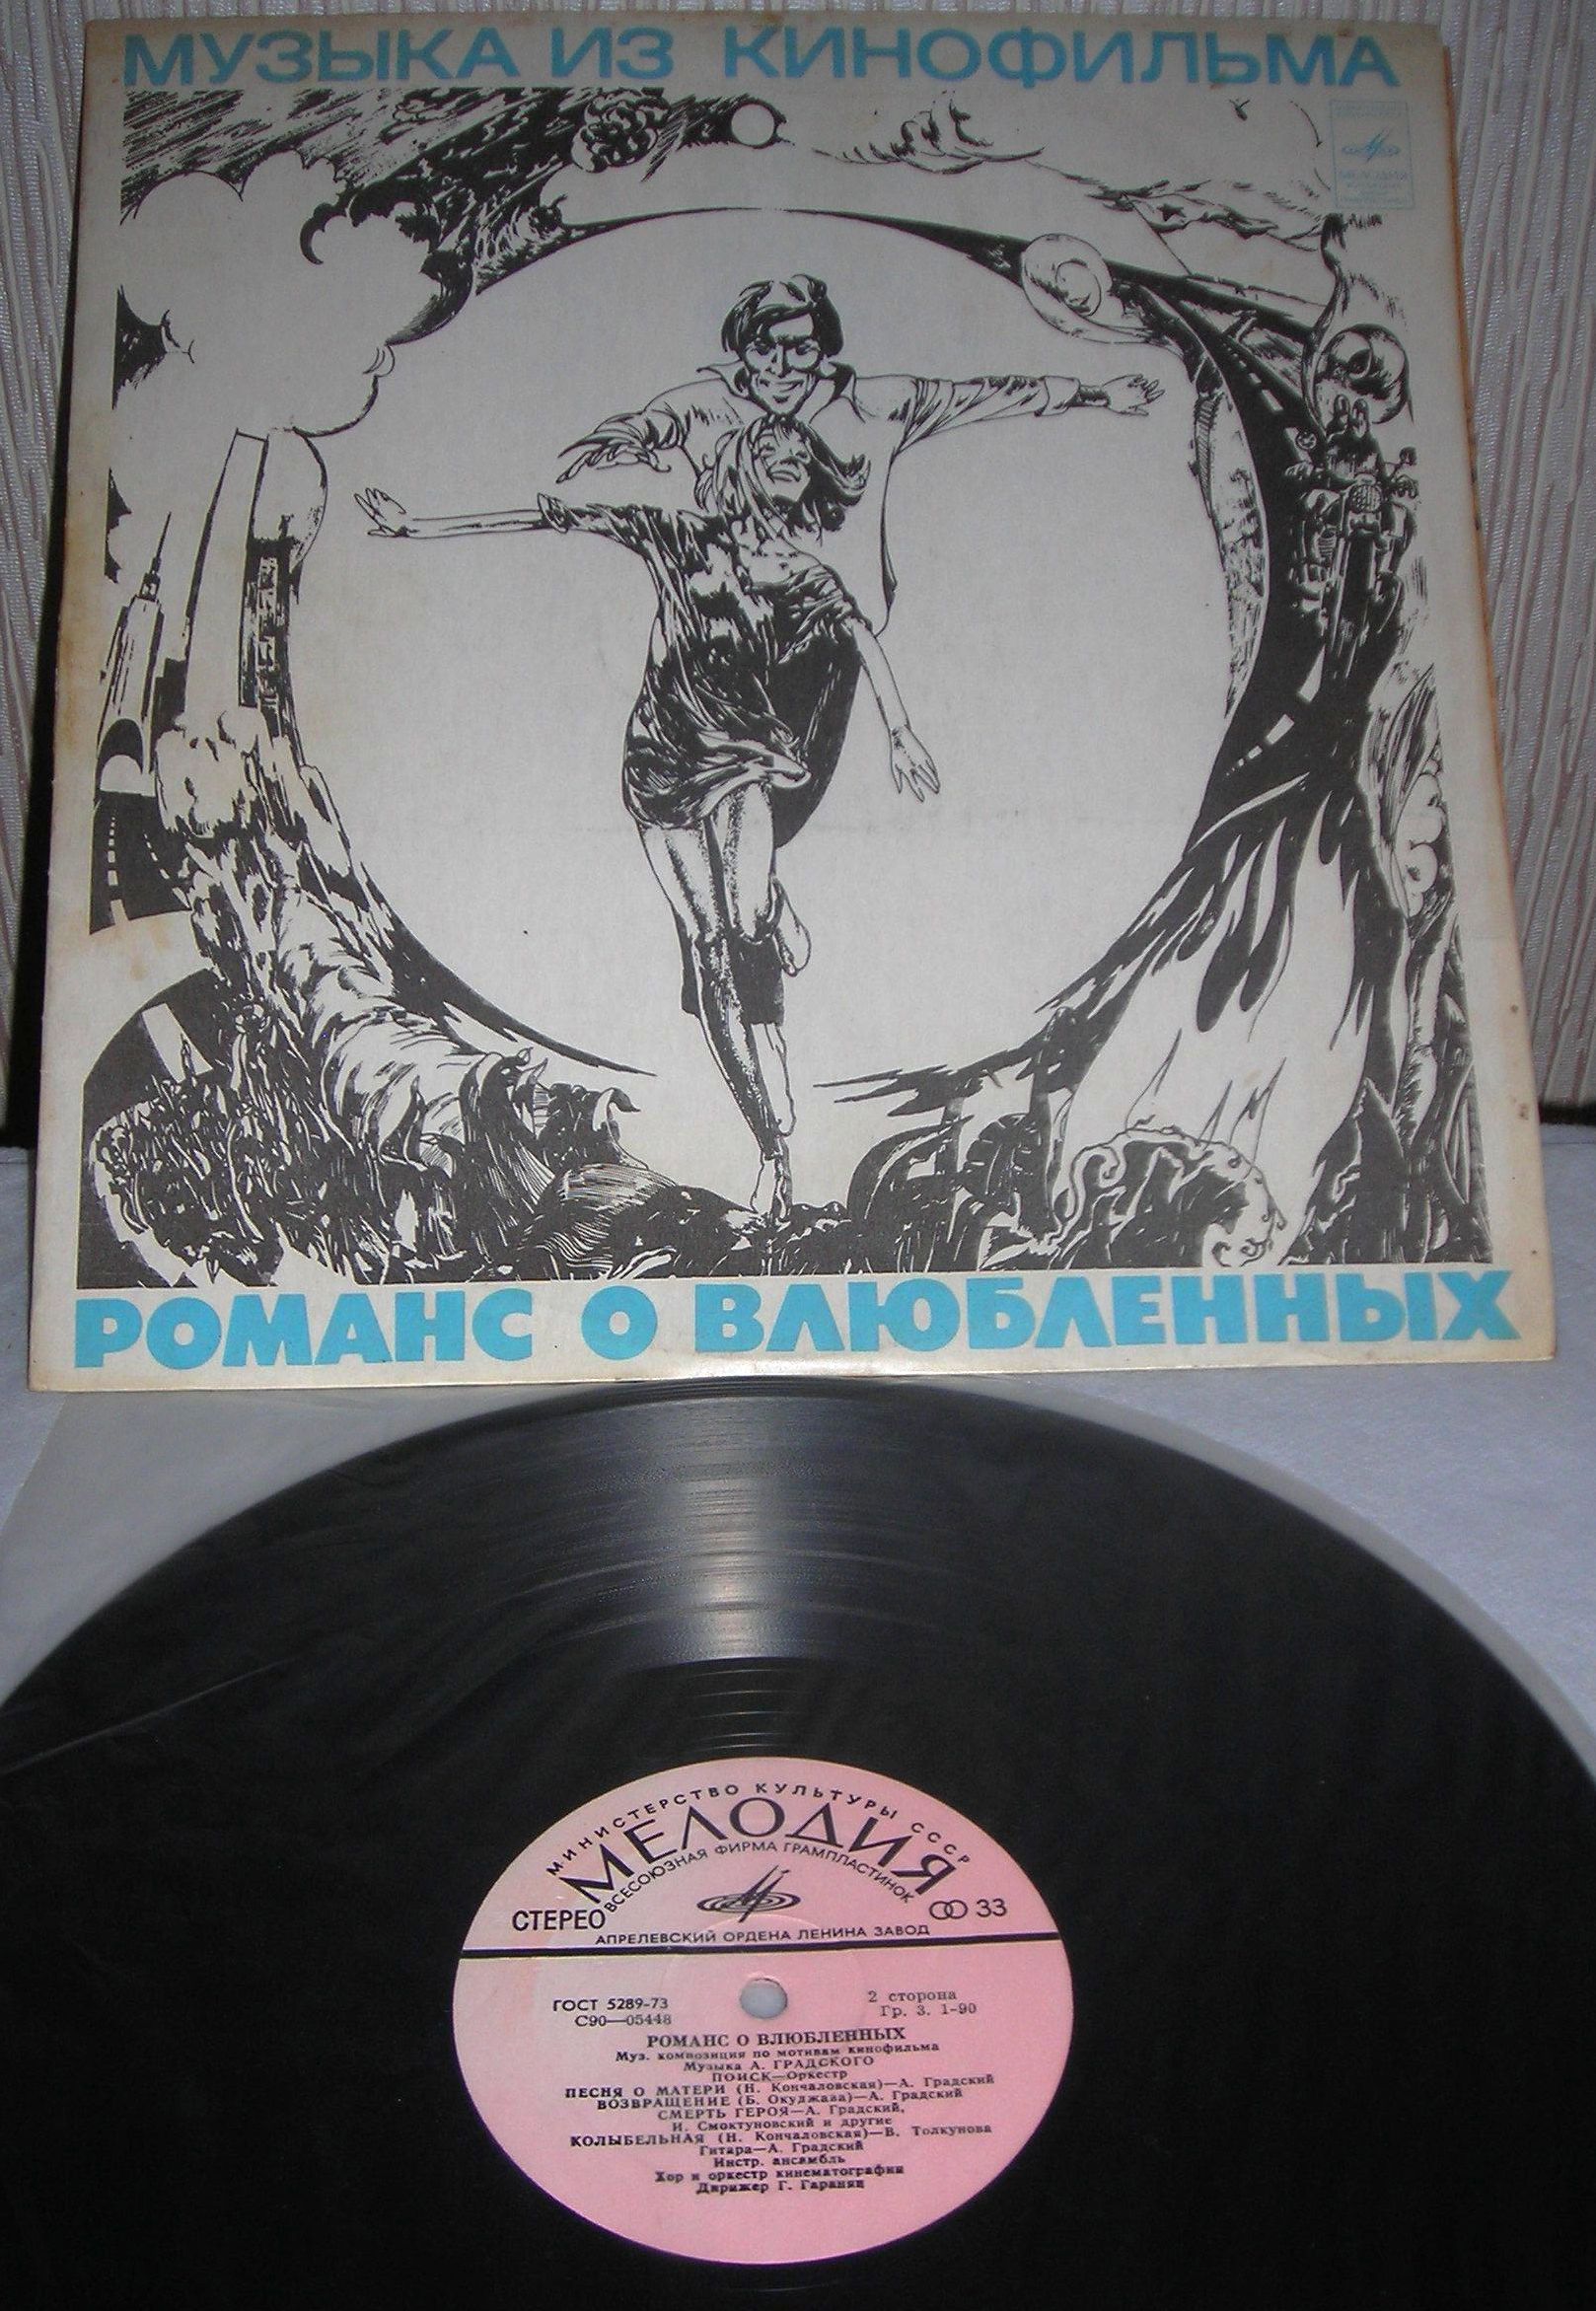 МУЗЫКА ИЗ КИНОФИЛЬМА
РОМАНС О ВЛЮБЛЕННЫХ
МИНИСТЕРСТВО КУЛЬТУРЫ СССР
МЕЛОДИЯ
ВСЕСОЮЗНАЯ ФИРМА ГРАМПЛАСТИНОК
СТЕРЕО
33
АПРЕЛЕВСКИЙ ОРДЕНА ЛЕНИНА ЗАВОД
ГОСТ 5289-73
С90—05448
2 сторона
Гр. 3. 1-90
РОМАНС О ВЛЮБЛЕННЫХ
Муз. композиция по мотивам кинофильма
Музыка А. ГРАДСКОГО
ПОИСК—Оркестр
ПЕСНЯ О МАТЕРИ (Н. Кончаловская)—А. Градский
ВОЗВРАЩЕНИЕ (Б. Окуджава)—А. Градский
СМЕРТЬ ГЕРОЯ—А. Градский,
И. Смоктуновский и другие
КОЛЫБЕЛЬНАЯ (Н. Кончаловская)—В. Толкунова
Гитара—А. Градский
Инстр. ансамбль
Хор и оркестр кинематографии
Дирижер Г. Гаранян